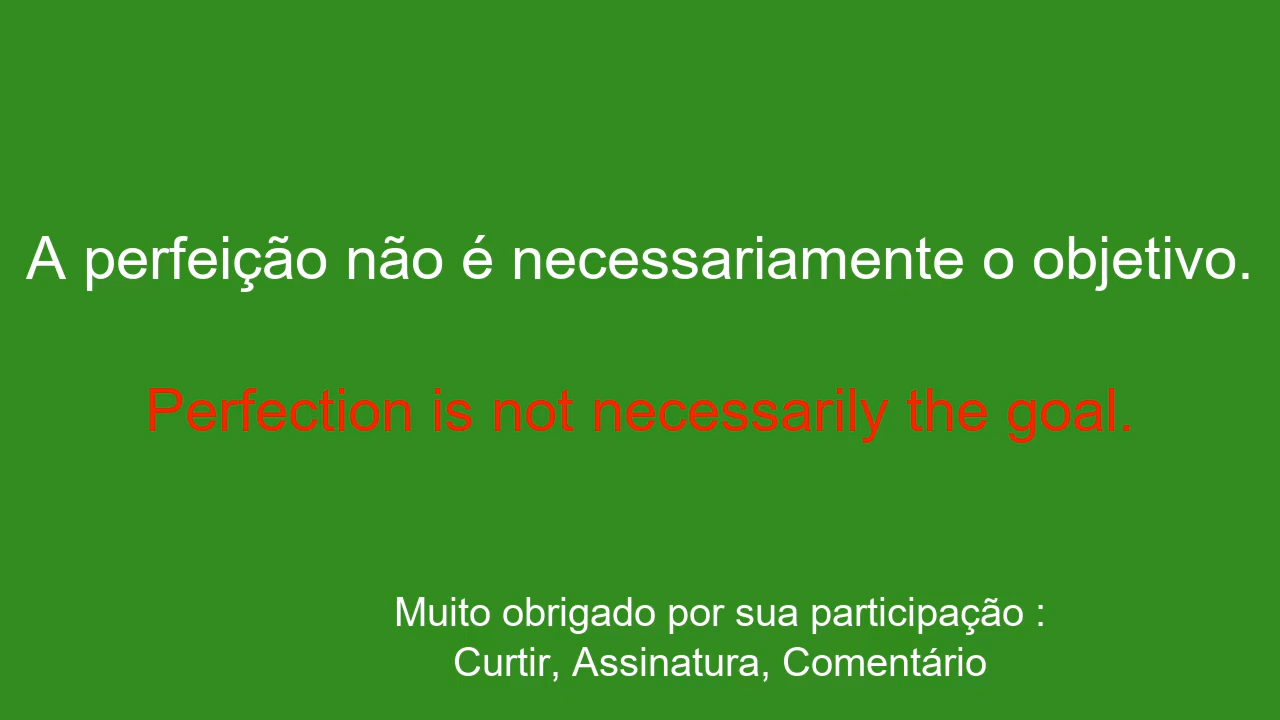 A perfeição não é necessariamente o objetivo.
Perfection is not necessarily the goal.
Muito obrigado por sua participação :
Curtir, Assinatura, Comentário